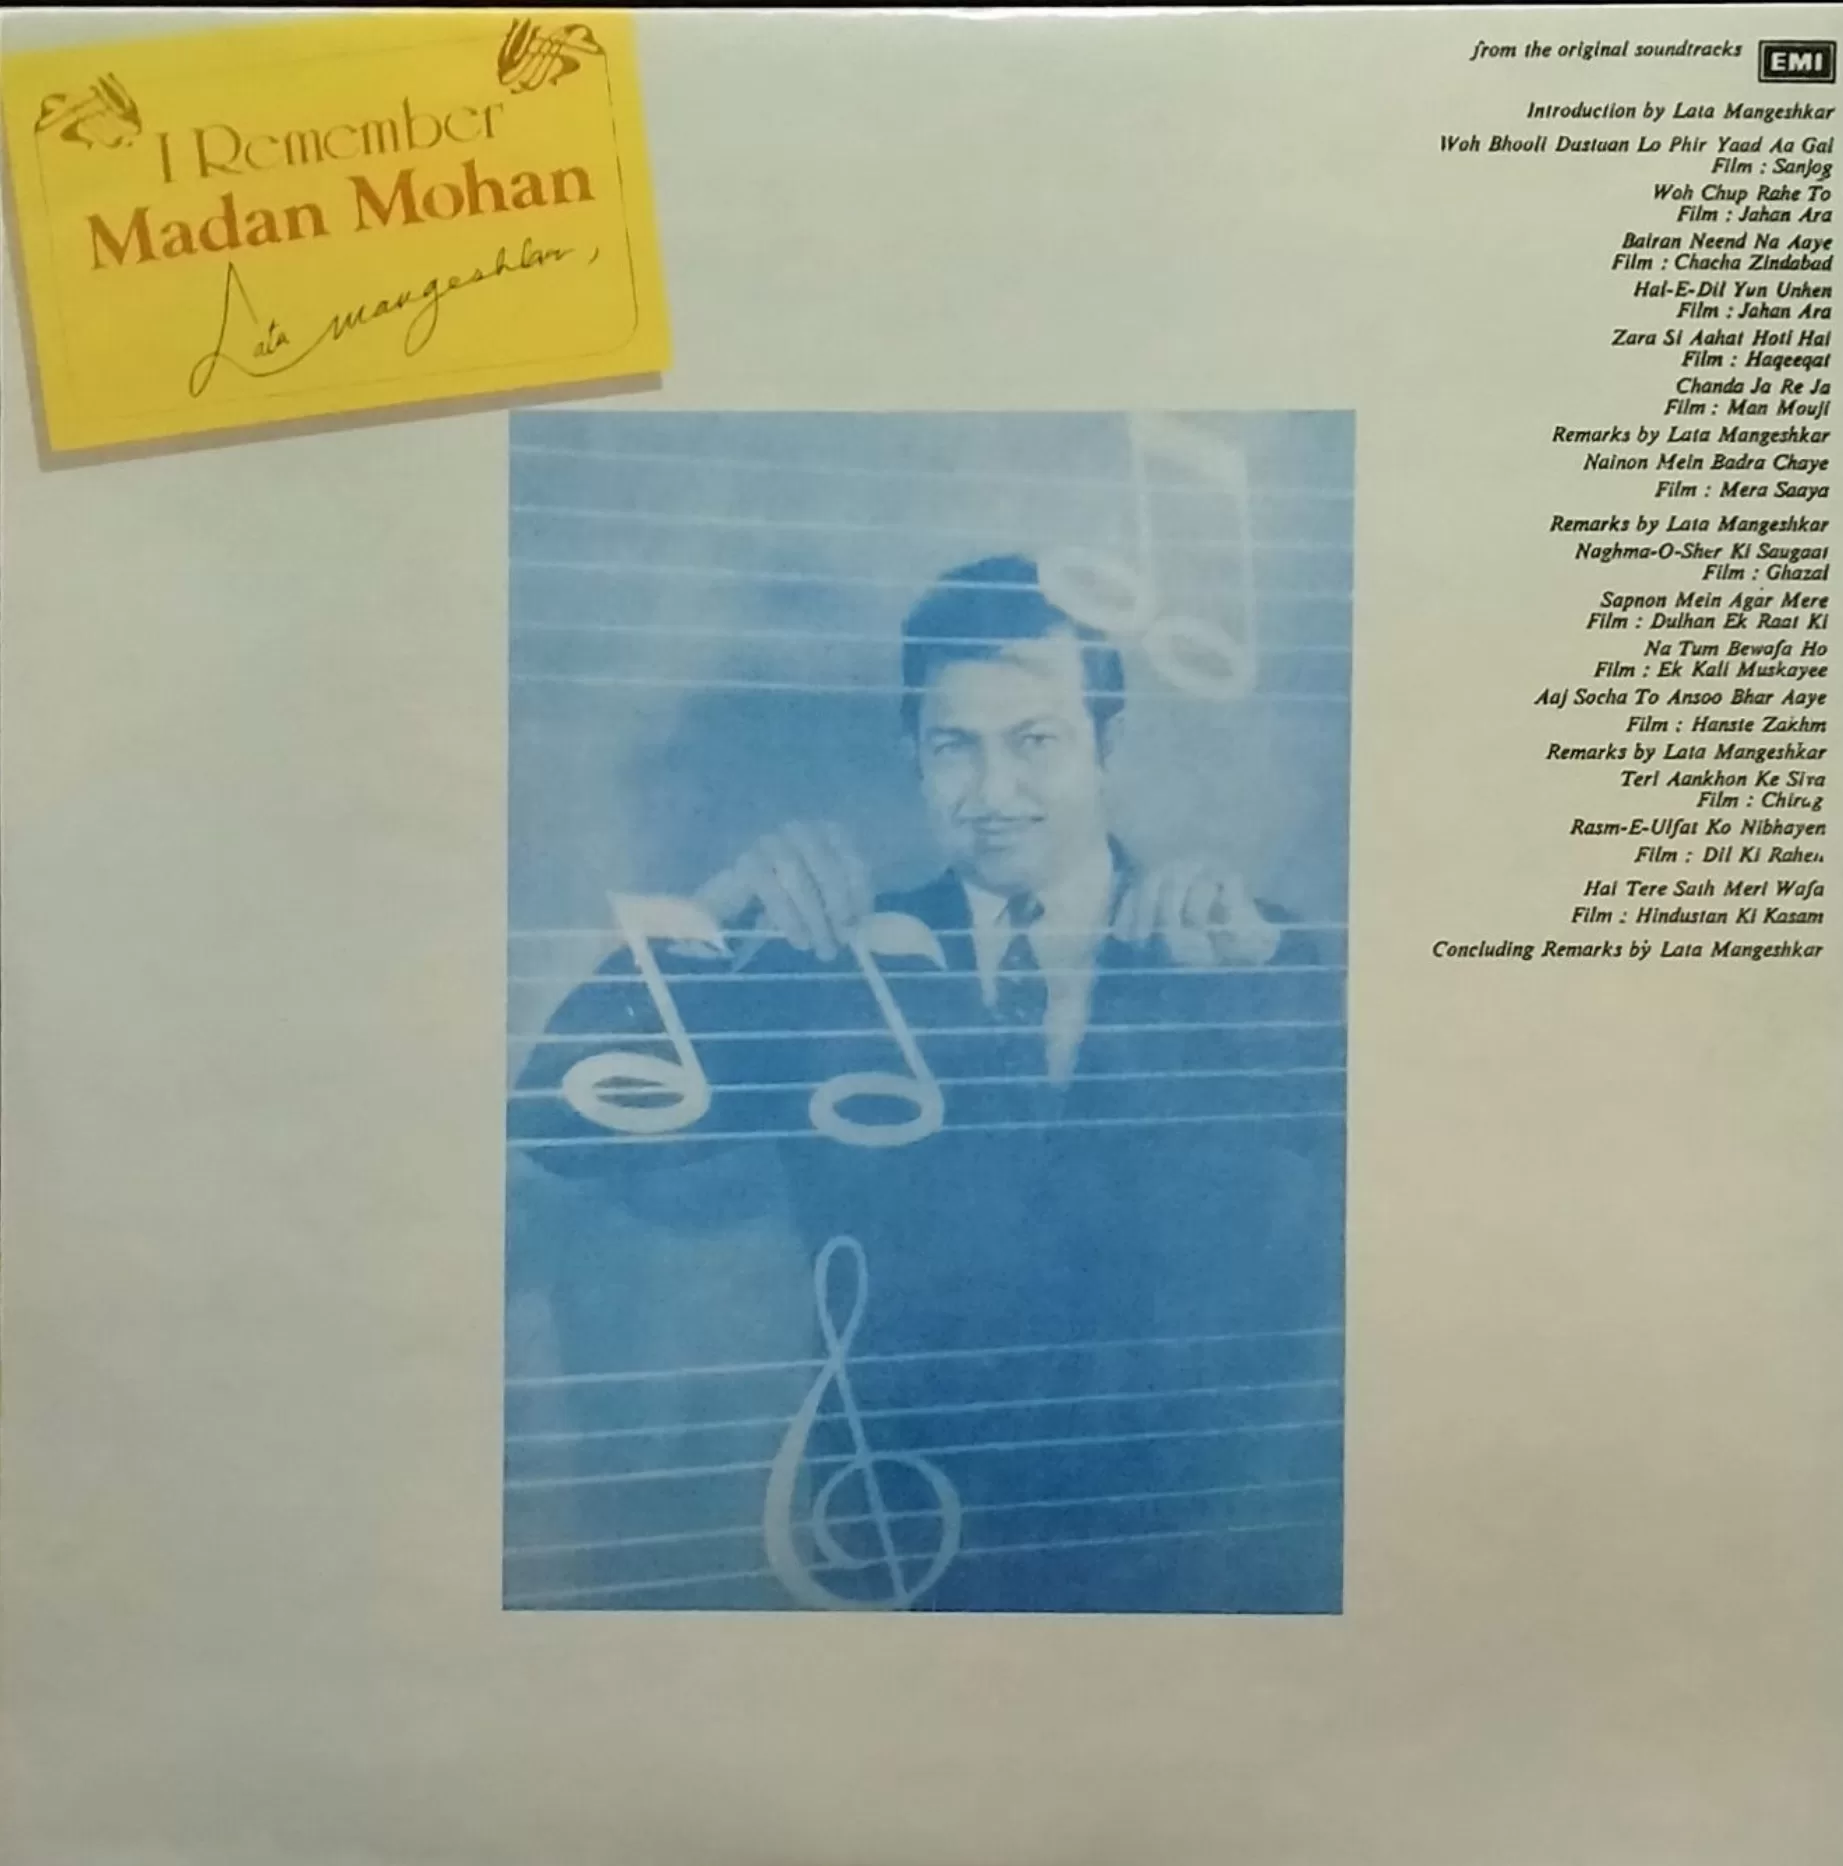 I Remember
Madan Mohan
Lata Mangeshkar,
from the original soundtracks EMI
Introduction by Lata Mangeshkar
Woh Bhooli Dastaan Lo Phir Yaad Aa Gai
Film : Sanjog
Woh Chup Rahe To
Film : Jahan Ara
Bairan Neend Na Aaye
Film : Chacha Zindabad
Hal-E-Dil Yun Unhen
Film : Jahan Ara
Zara Si Aahat Hoti Hai
Film : Haqeeqat
Chanda Ja Re Ja
Film : Man Mouji
Remarks by Lata Mangeshkar
Nainon Mein Badra Chaye
Film : Mera Saaya
Remarks by Lata Mangeshkar
Naghma-O-Sher Ki Saugaat
Film : Ghazal
Sapnon Mein Agar Mere
Film : Dulhan Ek Raat Ki
Na Tum Bewafa Ho
Film : Ek Kali Muskayee
Aaj Socha To Ansoo Bhar Aaye
Film : Hanste Zakhm
Remarks by Lata Mangeshkar
Teri Aankhon Ke Siva
Film : Chirag
Rasm-E-Ulfat Ko Nibhayen
Film : Dil Ki Rahen
Hai Tere Sath Meri Wafa
Film : Hindustan Ki Kasam
Concluding Remarks by Lata Mangeshkar